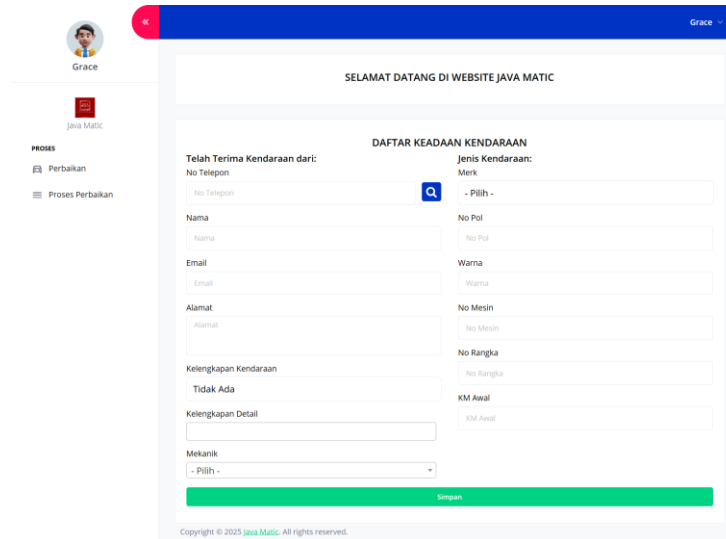 Grace
Java Matic
PROSES
Perbaikan
Proses Perbaikan
Grace
SELAMAT DATANG DI WEBSITE JAVA MATIC
DAFTAR KEADAAN KENDARAAN
Telah Terima Kendaraan dari:
No Telepon
No Telepon
Nama
Nama
Email
Email
Alamat
Alamat
Kelengkapan Kendaraan
Tidak Ada
Kelengkapan Detail
Mekanik
- Pilih -
Jenis Kendaraan:
Merk
- Pilih -
No Pol
No Pol
Warna
Warna
No Mesin
No Mesin
No Rangka
No Rangka
KM Awal
KM Awal
Simpan
Copyright © 2025 Java Matic. All rights reserved.